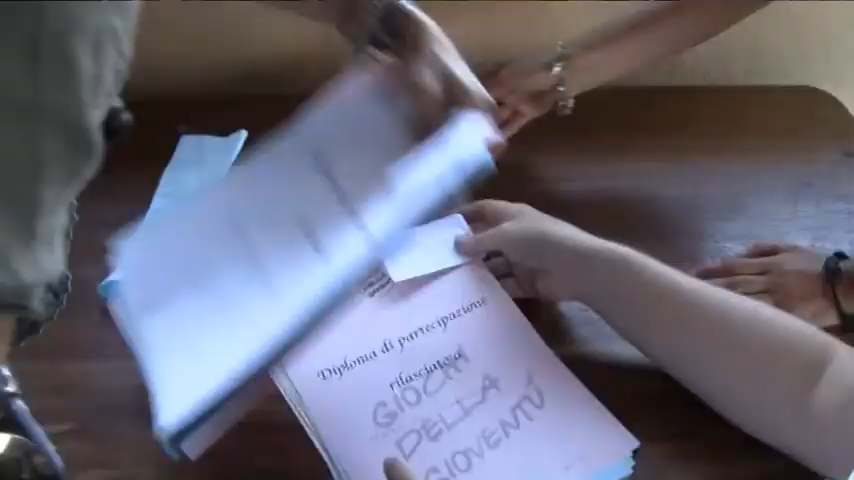 Diploma di partecipazione
rilasciato a
GIOCHI
DELLA
GIOVENTÙ